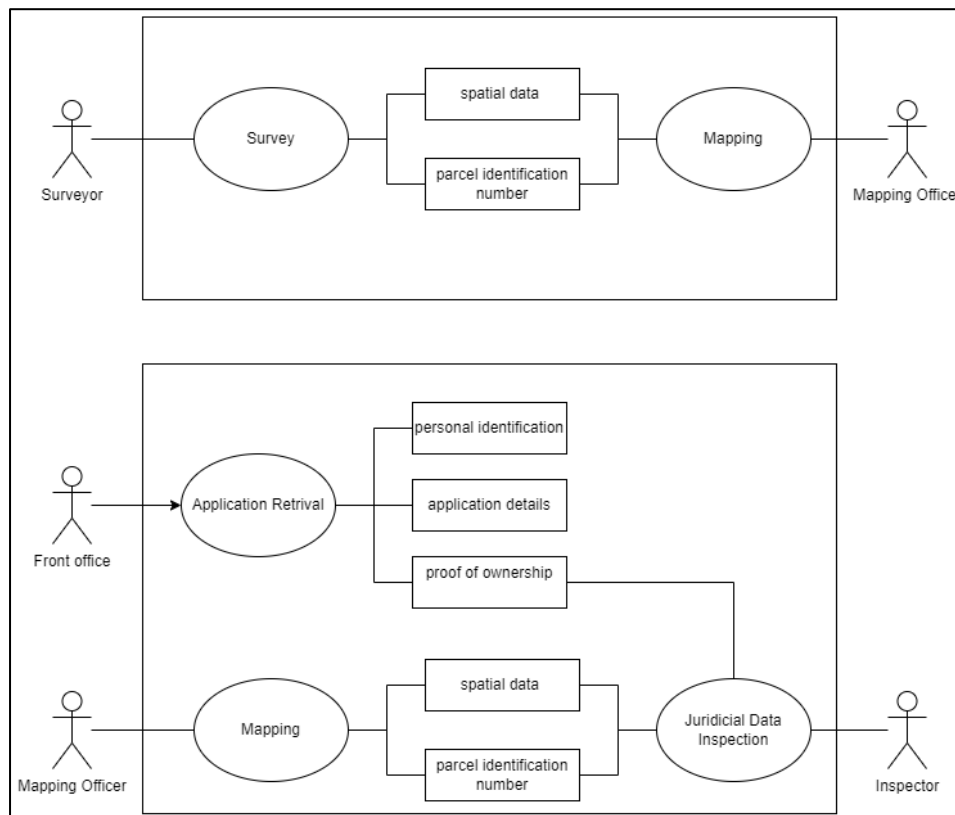 spatial data
Survey
Mapping
parcel identification
number
Surveyor
Mapping Office
personal identification
Application Retrival
application details
Front office
proof of ownership
spatial data
Mapping
Juridicial Data
Inspection
parcel identification
number
Mapping Officer
Inspector